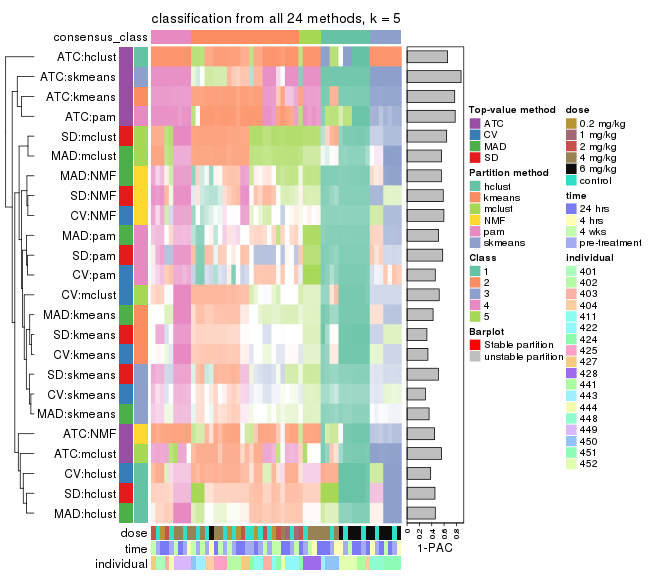 classification from all 24 methods, k = 5
consensus_class
ATC:hclust
ATC:skmeans
ATC:kmeans
ATC:pam
SD:mclust
MAD:mclust
MAD:NMF
SD:NMF
CV:NMF
MAD:pam
SD:pam
CV:pam
CV:mclust
MAD:kmeans
SD:kmeans
CV:kmeans
SD:skmeans
CV:skmeans
MAD:skmeans
ATC:NMF
ATC:mclust
CV:hclust
SD:hclust
MAD:hclust
dose
time
individual
0 0.2 0.4 0.6 0.8
1-PAC
Top-value method
ATC
CV
MAD
SD
Partition method
hclust
kmeans
mclust
NMF
pam
skmeans
Class
1
2
3
4
5
Barplot
Stable partition
unstable partition
dose
0.2 mg/kg
1 mg/kg
2 mg/kg
4 mg/kg
6 mg/kg
control
time
24 hrs
4 hrs
4 wks
pre-treatment
individual
401
402
403
404
411
422
424
425
427
428
441
443
444
448
449
450
451
452